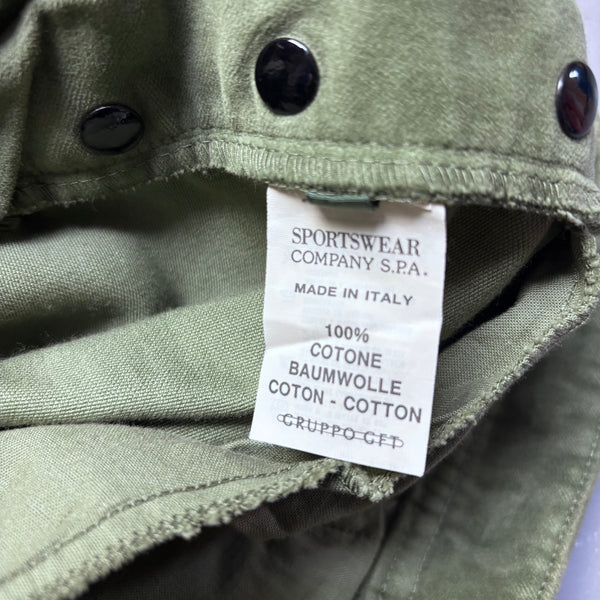 SPORTSWEAR
COMPANY S.P.A.
MADE IN ITALY
100%
COTONE
BAUMWOLLE
COTON - COTTON
GRUPPO GFT